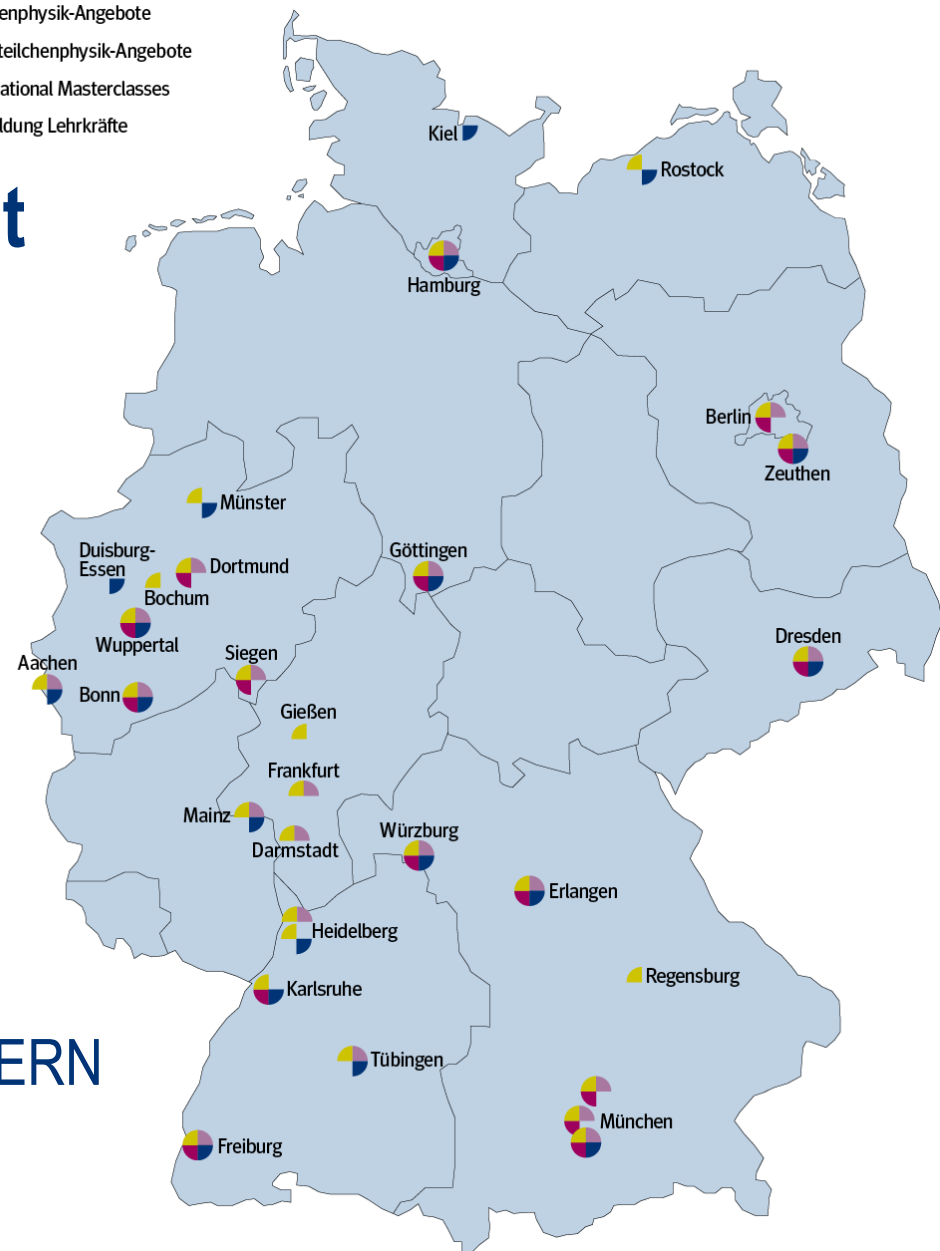 enphysik-Angebote
teilchenphysik-Angebote
ational Masterclasses
ldung Lehrkräfte
t
Kiel
Rostock
Hamburg
Berlin
Zeuthen
Münster
Duisburg-
Essen
Dortmund
Bochum
Göttingen
Wuppertal
Dresden
Siegen
Aachen
Bonn
Gießen
Frankfurt
Mainz
Darmstadt
Würzburg
Erlangen
Heidelberg
Regensburg
Karlsruhe
ERN
Tübingen
München
Freiburg